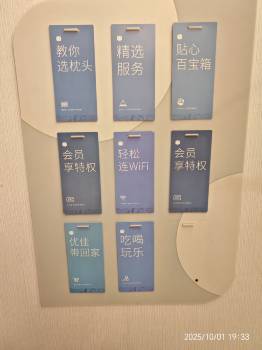 教你
选枕头
精选
服务
贴心
百宝箱
会员
享特权
轻松
连WiFi
会员
享特权
优佳
带回家
吃喝
玩乐
2025/10/01 19:33